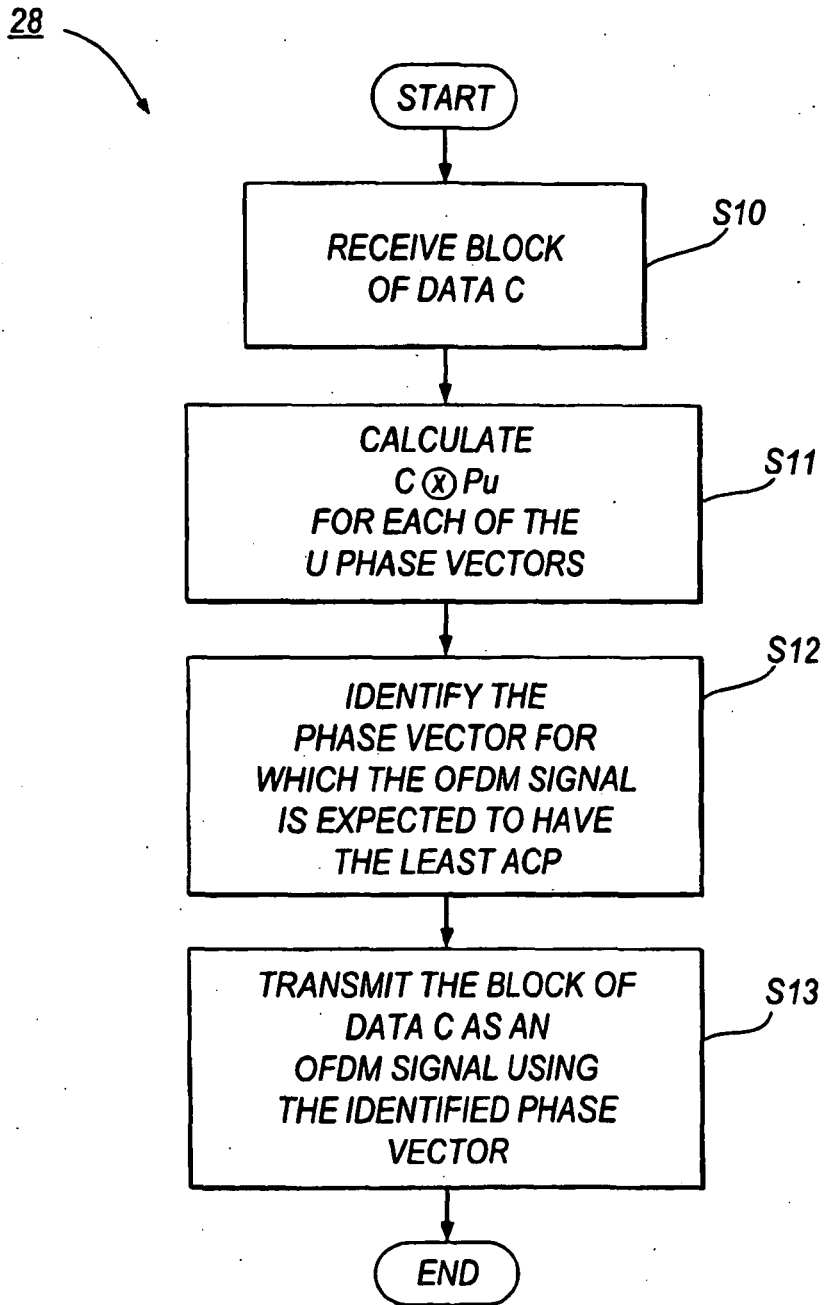 28
START
S10
RECEIVE BLOCK
OF DATA C
S11
CALCULATE
C ⓧ Pu
FOR EACH OF THE
U PHASE VECTORS
S12
IDENTIFY THE
PHASE VECTOR FOR
WHICH THE OFDM SIGNAL
IS EXPECTED TO HAVE
THE LEAST ACP
S13
TRANSMIT THE BLOCK OF
DATA C AS AN
OFDM SIGNAL USING
THE IDENTIFIED PHASE
VECTOR
END